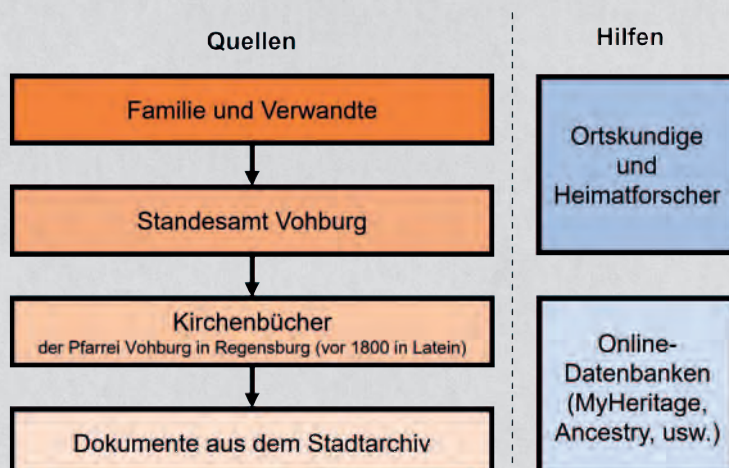 Quellen
Familie und Verwandte
Standesamt Vohburg
Kirchenbücher
der Pfarrei Vohburg in Regensburg (vor 1800 in Latein)
Dokumente aus dem Stadtarchiv
Hilfen
Ortskundige
und
Heimatforscher
Online-
Datenbanken
(MyHeritage,
Ancestry, usw.)